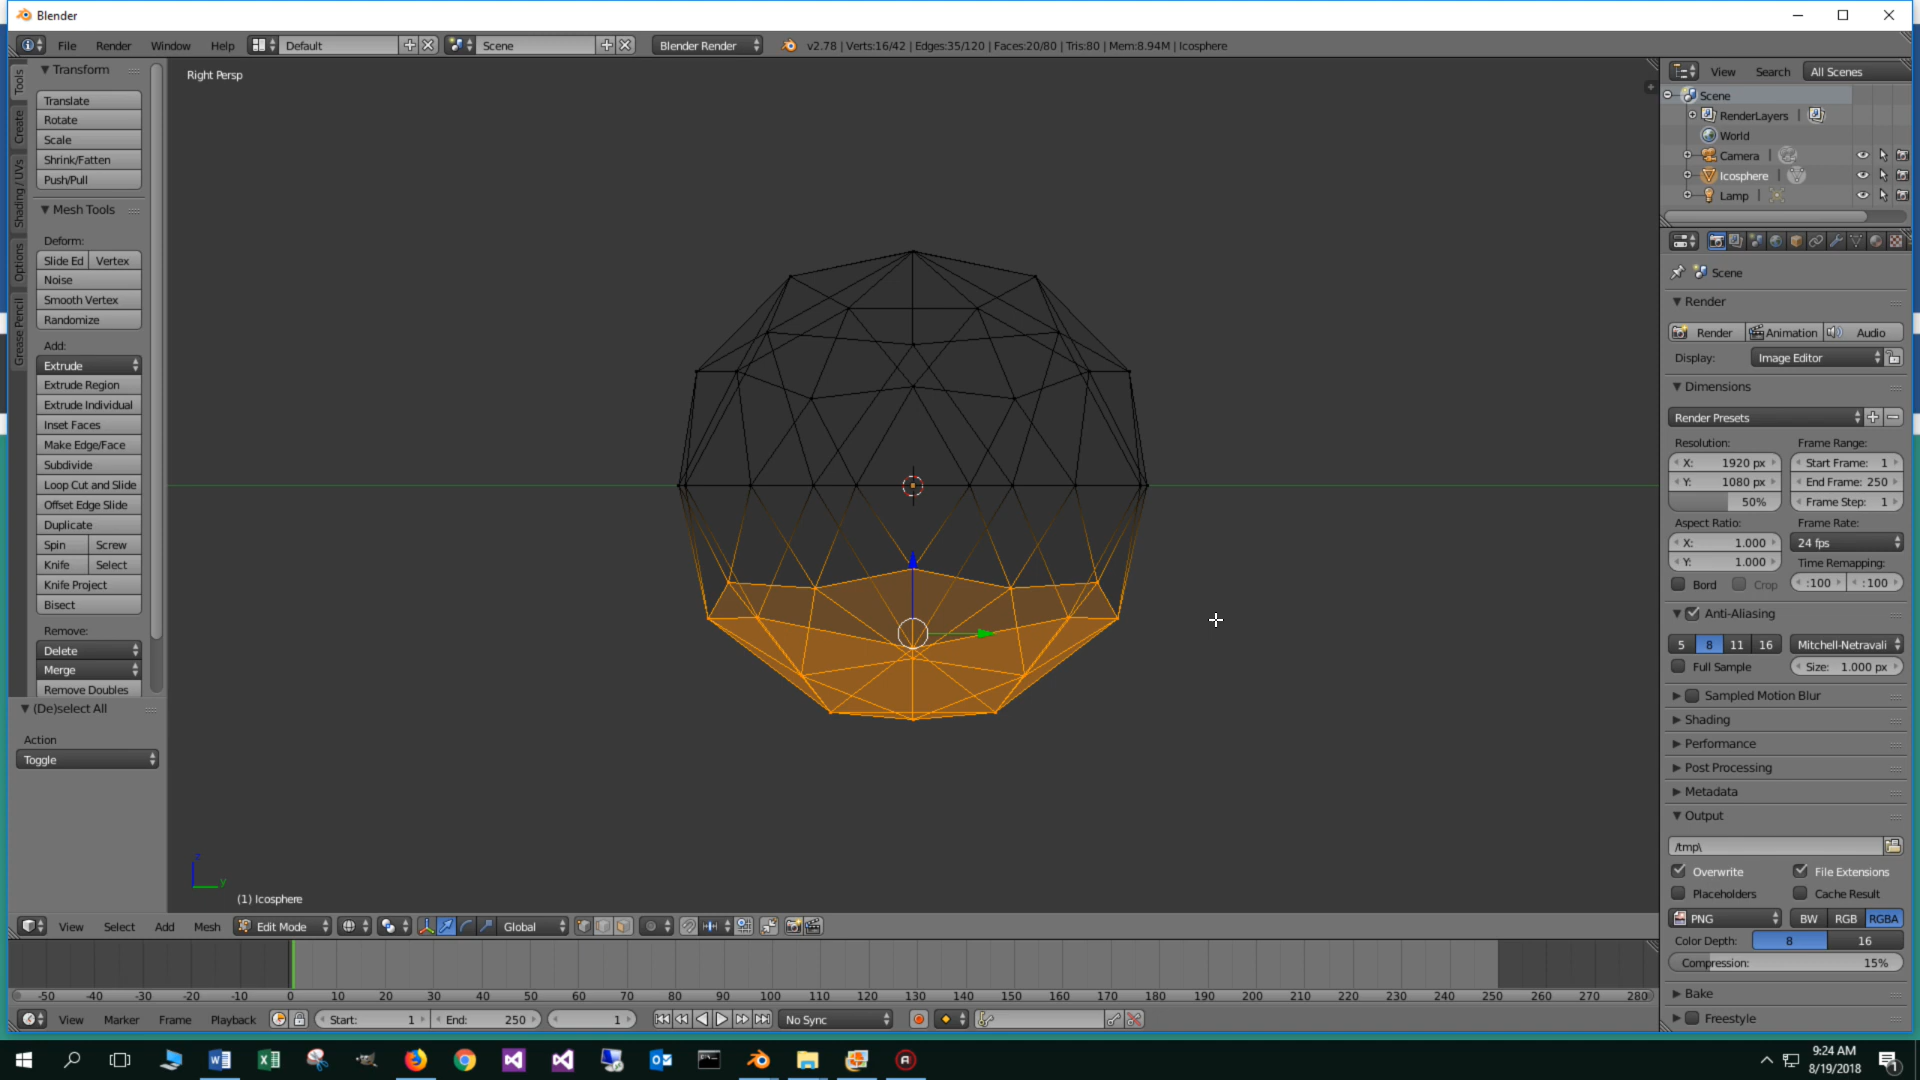 Blender
File Render Window Help Default Scene Blender Render v2.78 | Verts:16/42 | Edges:35/120 | Faces:20/80 | Tris:80 | Mem:8.94M | Icosphere
Tools
Create
Shading / UVs
Options
Grease Pencil
Transform
Translate
Rotate
Scale
Shrink/Fatten
Push/Pull
Mesh Tools
Deform:
Slide Ed Vertex
Noise
Smooth Vertex
Randomize
Add:
Extrude
Extrude Region
Extrude Individual
Inset Faces
Make Edge/Face
Subdivide
Loop Cut and Slide
Offset Edge Slide
Duplicate
Spin Screw
Knife Select
Knife Project
Bisect
Remove:
Delete
Merge
Remove Doubles
(De)select All
Action
Toggle
Right Persp
z
y
(1) Icosphere
View Search All Scenes
Scene
RenderLayers |
World
Camera |
Icosphere |
Lamp |
Scene
Render
Render Animation Audio
Display: Image Editor
Dimensions
Render Presets
Resolution: Frame Range:
X: 1920 px Start Frame: 1
Y: 1080 px End Frame: 250
50% Frame Step: 1
Aspect Ratio: Frame Rate:
X: 1.000 24 fps
Y: 1.000 Time Remapping:
Bord Crop :100 :100
Anti-Aliasing
5 8 11 16 Mitchell-Netravali
Full Sample Size: 1.000 px
Sampled Motion Blur
Shading
Performance
Post Processing
Metadata
Output
/tmp\
Overwrite File Extensions
Placeholders Cache Result
PNG BW RGB RGBA
Color Depth: 8 16
Compression: 15%
Bake
Freestyle
View Select Add Mesh Edit Mode Global
-50 -40 -30 -20 -10 0 10 20 30 40 50 60 70 80 90 100 110 120 130 140 150 160 170 180 190 200 210 220 230 240 250 260 270 280
View Marker Frame Playback Start: 1 End: 250 1 No Sync
9:24 AM
8/19/2018
1